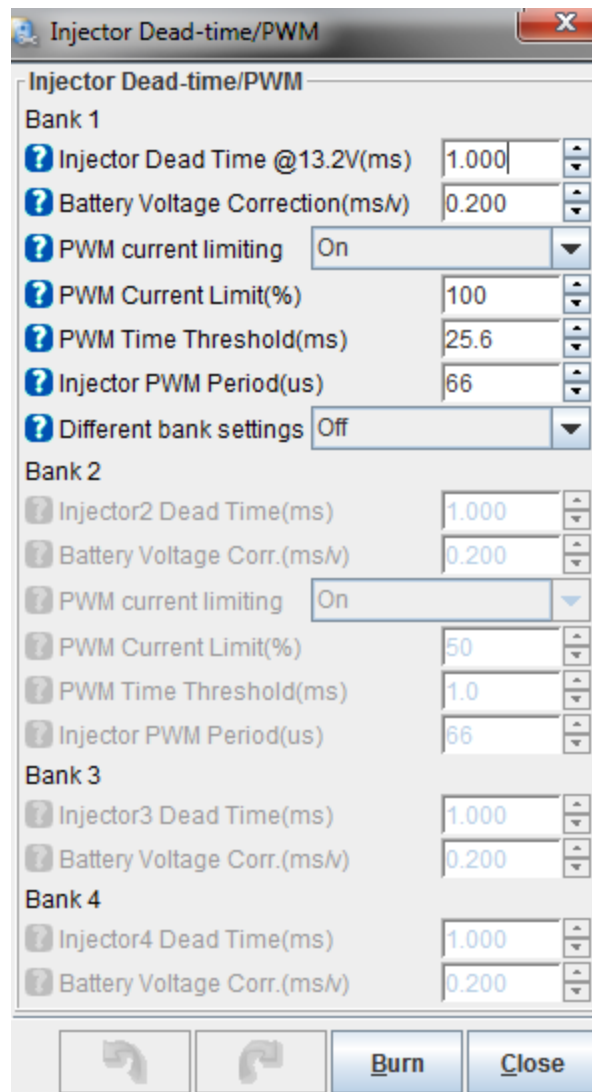 Injector Dead-time/PWM
Injector Dead-time/PWM
Bank 1
Injector Dead Time @13.2V(ms) 1.000
Battery Voltage Correction(ms/v) 0.200
PWM current limiting On
PWM Current Limit(%) 100
PWM Time Threshold(ms) 25.6
Injector PWM Period(us) 66
Different bank settings Off
Bank 2
Injector2 Dead Time(ms) 1.000
Battery Voltage Corr.(ms/v) 0.200
PWM current limiting On
PWM Current Limit(%) 50
PWM Time Threshold(ms) 1.0
Injector PWM Period(us) 66
Bank 3
Injector3 Dead Time(ms) 1.000
Battery Voltage Corr.(ms/v) 0.200
Bank 4
Injector4 Dead Time(ms) 1.000
Battery Voltage Corr.(ms/v) 0.200
Burn Close